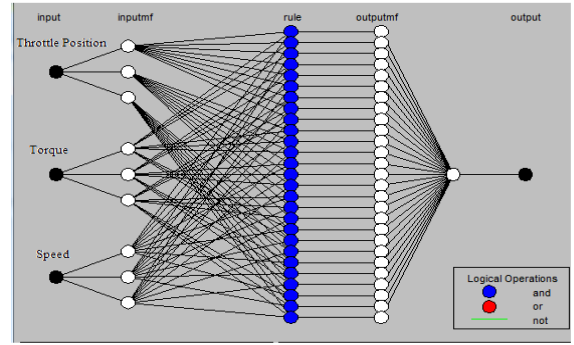 input
inputmf
rule
outputmf
output
Throttle Position
Torque
Speed
Logical Operations
and
or
not